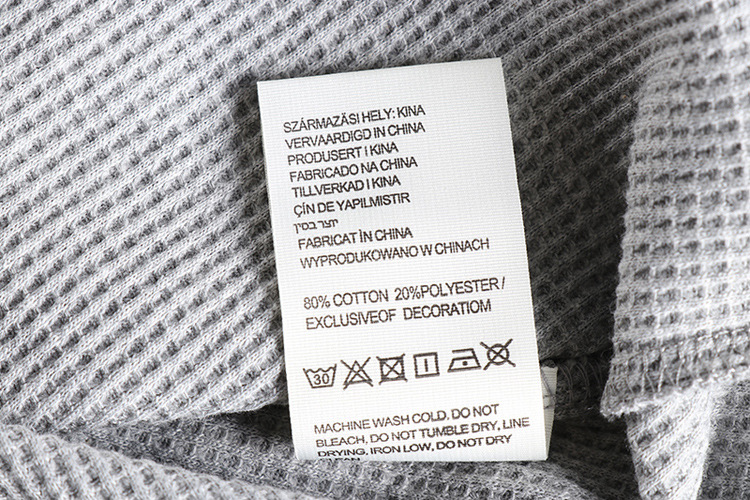 SZÁRMAZÁSI HELY: KINA
VERVAARDIGD IN CHINA
PRODUSERT I KINA
FABRICADO NA CHINA
TILLVERKAD I KINA
ÇİN DE YAPILMISTIR
יוצר בסין
FABRICAT ÎN CHINA
WYPRODUKOWANO W CHINACH
80% COTTON 20%POLYESTER /
EXCLUSIVEOF DECORATIOM
30
MACHINE WASH COLD. DO NOT
BLEACH, DO NOT TUMBLE DRY, LINE
DRYING, IRON LOW, DO NOT DRY
CLEAN